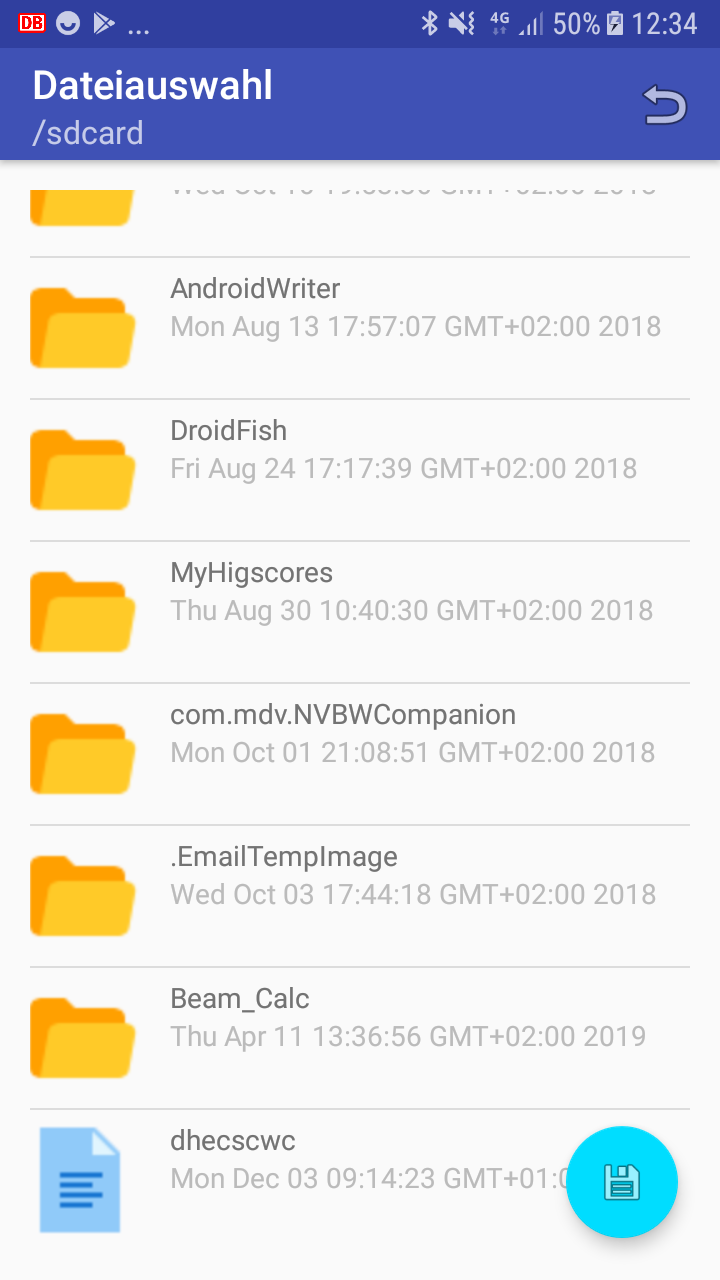 DB ... 4G 50% 12:34
Dateiauswahl
/sdcard
AndroidWriter
Mon Aug 13 17:57:07 GMT+02:00 2018
DroidFish
Fri Aug 24 17:17:39 GMT+02:00 2018
MyHigscores
Thu Aug 30 10:40:30 GMT+02:00 2018
com.mdv.NVBWCompanion
Mon Oct 01 21:08:51 GMT+02:00 2018
.EmailTempImage
Wed Oct 03 17:44:18 GMT+02:00 2018
Beam_Calc
Thu Apr 11 13:36:56 GMT+02:00 2019
dhecscwc
Mon Dec 03 09:14:23 GMT+01:0